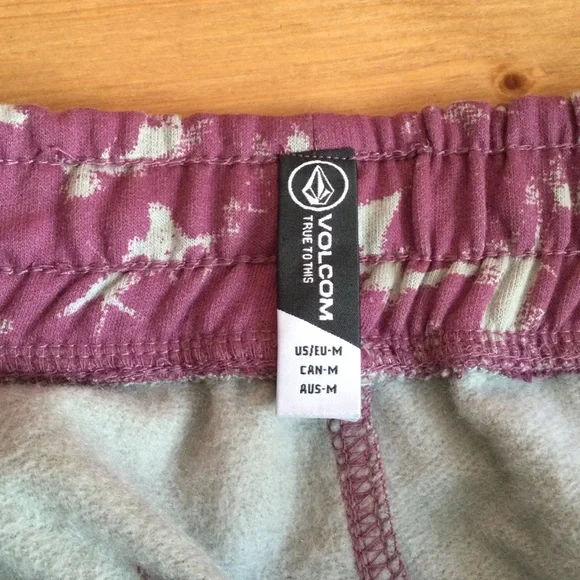 VOLCOM
TRUE TO THIS
US/EU-M
CAN-M
AUS-M